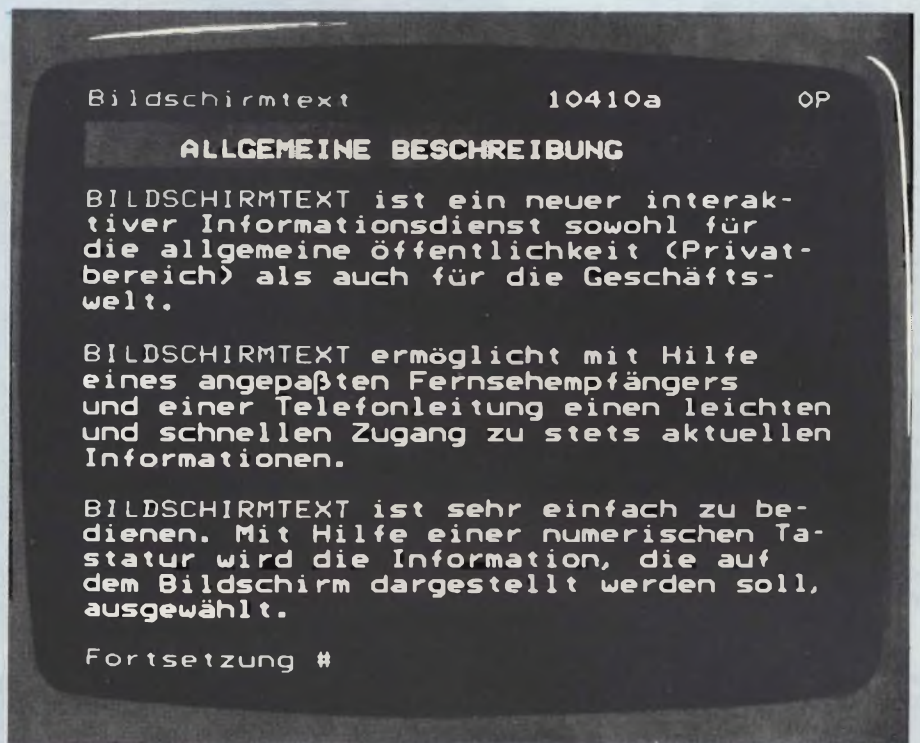 Bildschirmtext 10410a 0P
ALLGEMEINE BESCHREIBUNG
BILDSCHIRMTEXT ist ein neuer interak-
tiver Informationsdienst sowohl für
die allgemeine öffentlichkeit (Privat-
bereich) als auch für die Geschäfts-
welt.
BILDSCHIRMTEXT ermöglicht mit Hilfe
eines angepaßten Fernsehempfängers
und einer Telefonleitung einen leichten
und schnellen Zugang zu stets aktuellen
Informationen.
BILDSCHIRMTEXT ist sehr einfach zu be-
dienen. Mit Hilfe einer numerischen Ta-
statur wird die Information, die auf
dem Bildschirm dargestellt werden soll,
ausgewählt.
Fortsetzung #